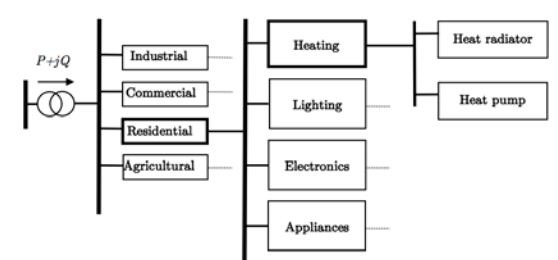 P+jQ
Industrial
Commercial
Residential
Agricultural
Heating
Lighting
Electronics
Appliances
Heat radiator
Heat pump